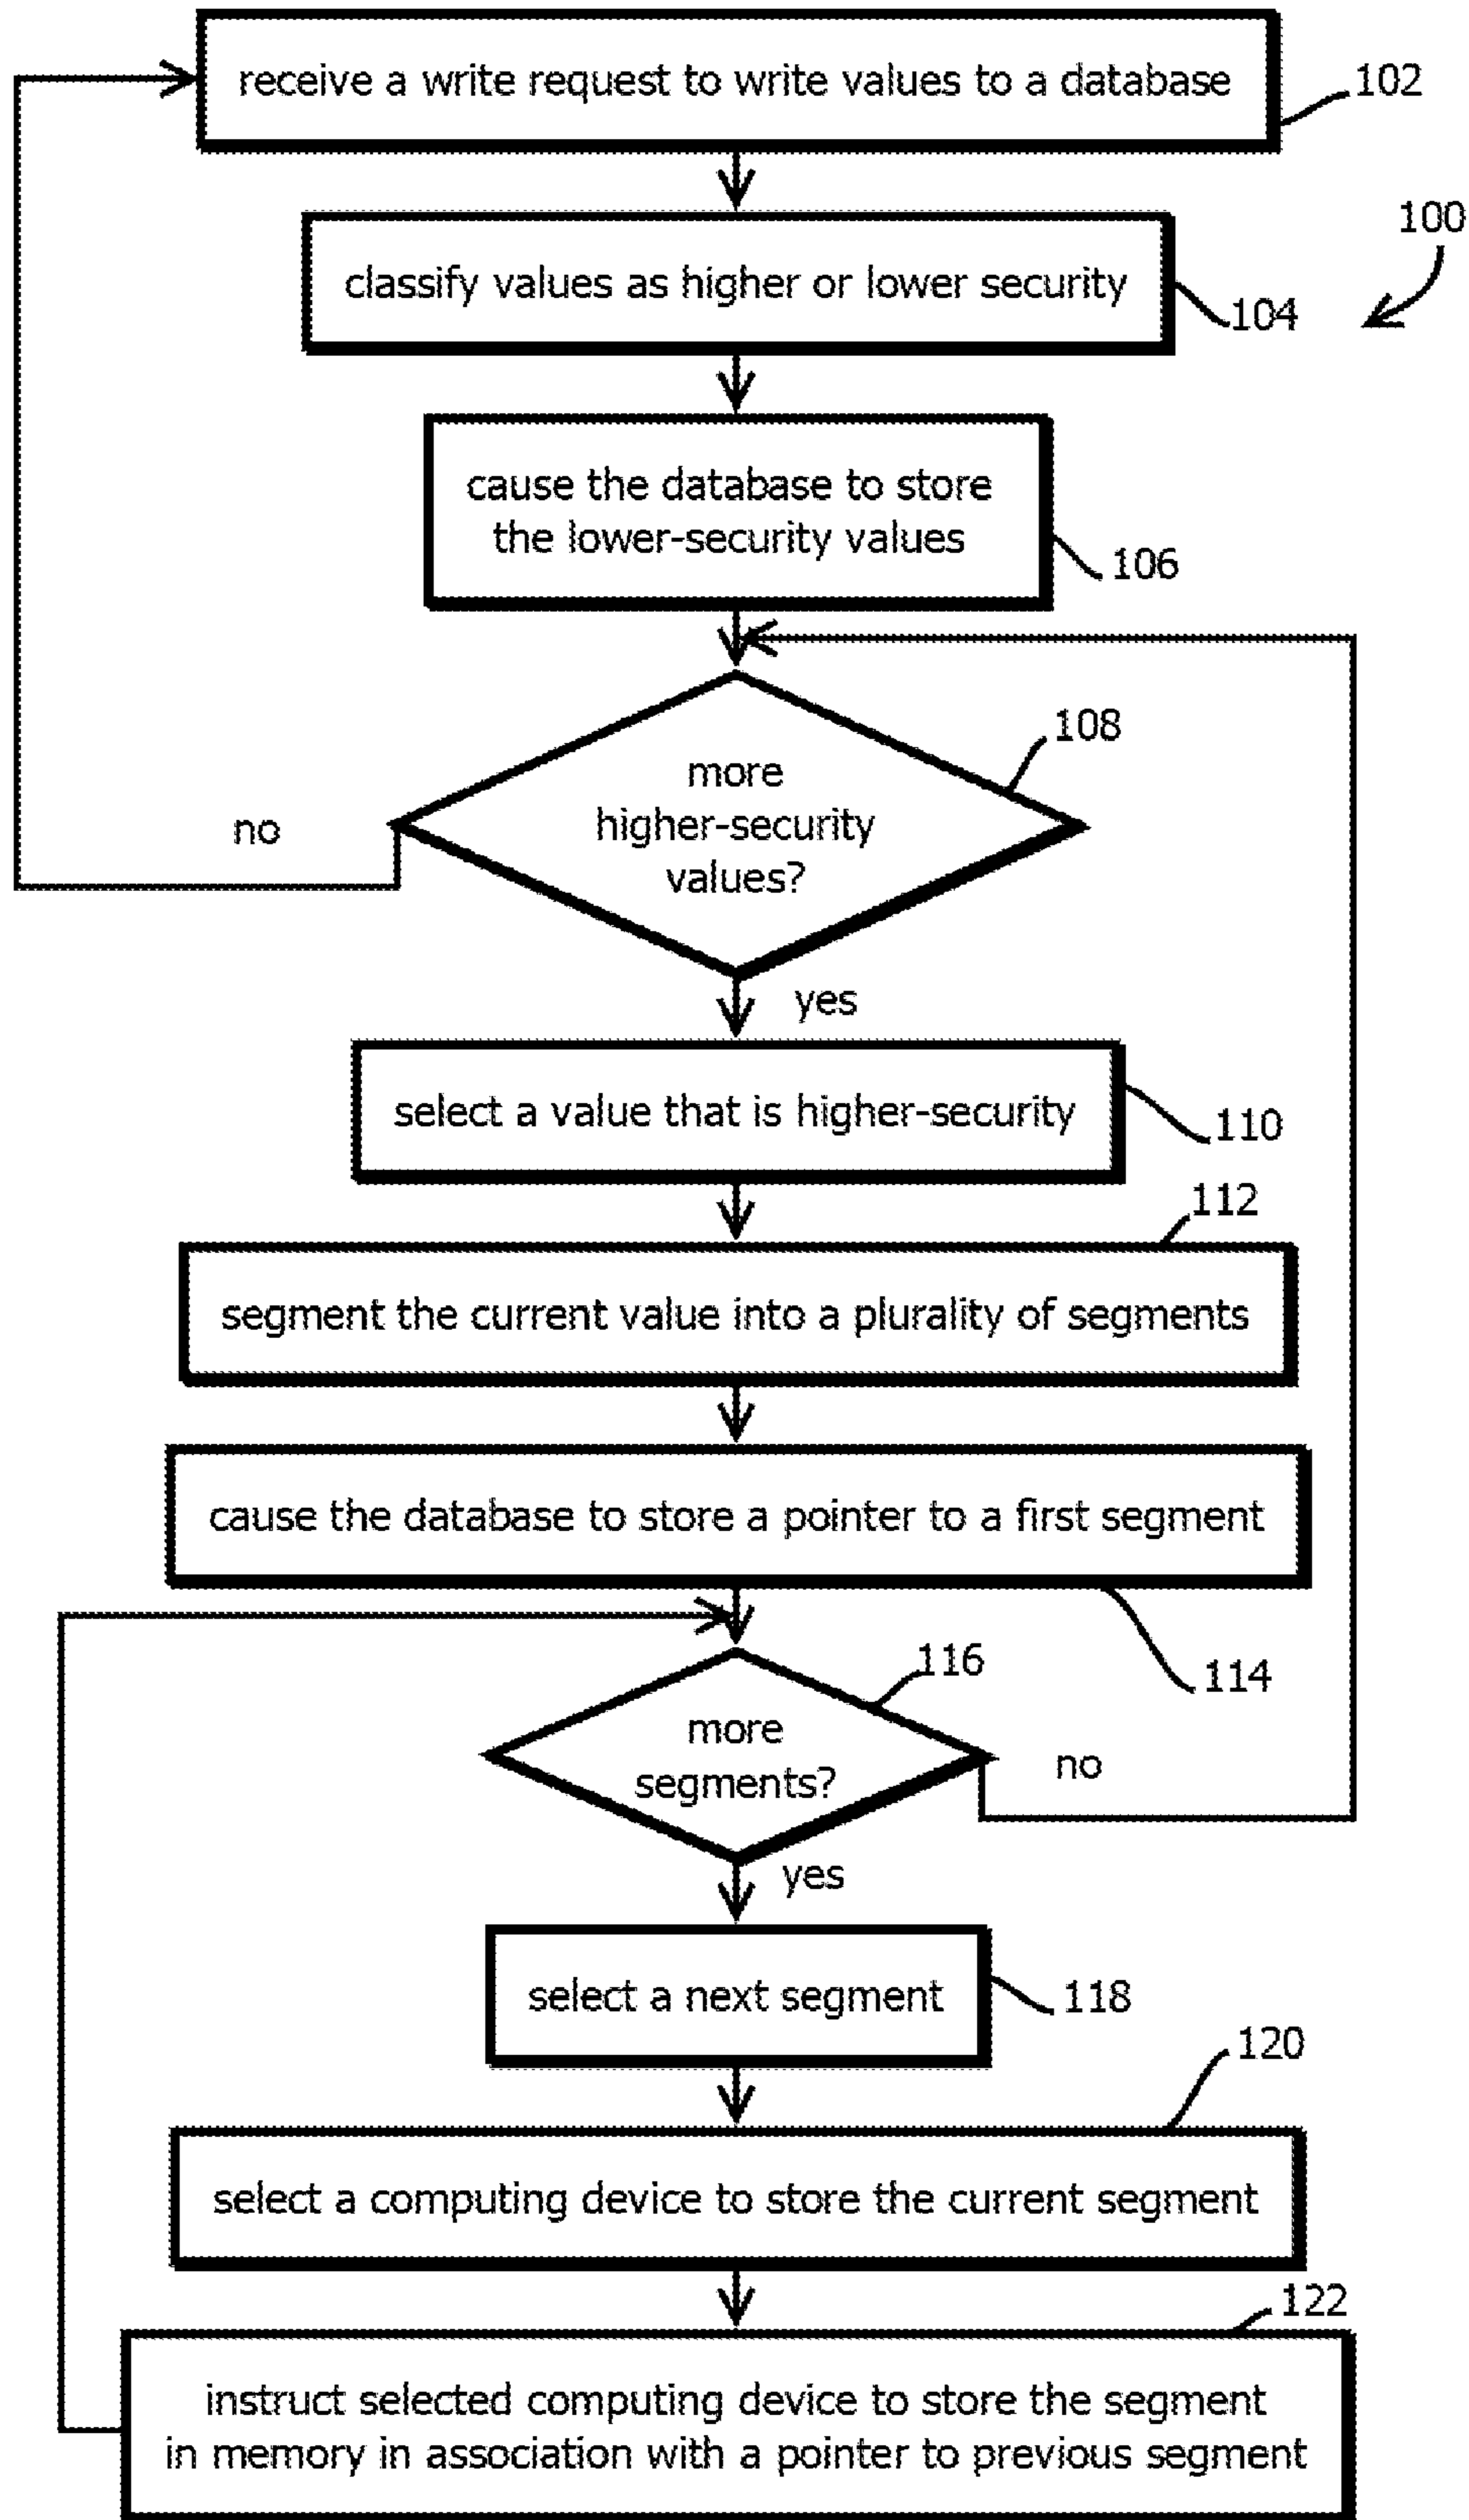 receive a write request to write values to a database
102
100
classify values as higher or lower security
104
cause the database to store
the lower-security values
106
108
more
higher-security
values?
no
yes
select a value that is higher-security
110
112
segment the current value into a plurality of segments
cause the database to store a pointer to a first segment
114
116
more
segments?
no
yes
select a next segment
118
120
select a computing device to store the current segment
122
instruct selected computing device to store the segment
in memory in association with a pointer to previous segment